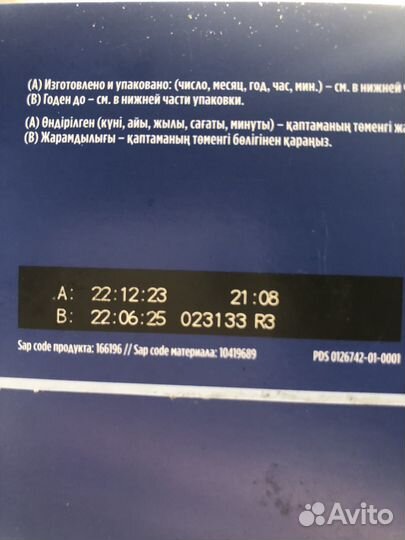 (А) Изготовлено и упаковано: (число, месяц, год, час, мин.) – см. в нижней
(В) Годен до – см. в нижней части упаковки.
(А) Өндірілген (күні, айы, жылы, сағаты, минуты) – қаптаманың төменгі
(В) Жарамдылығы – қаптаманың төменгі бөлігінен қараңыз.
A: 22:12:23 21:08
B: 22:06:25 023133 R3
Sap code продукта: 166196 // Sap code материала: 10419689 PDS 0126742-01-0001
Avito